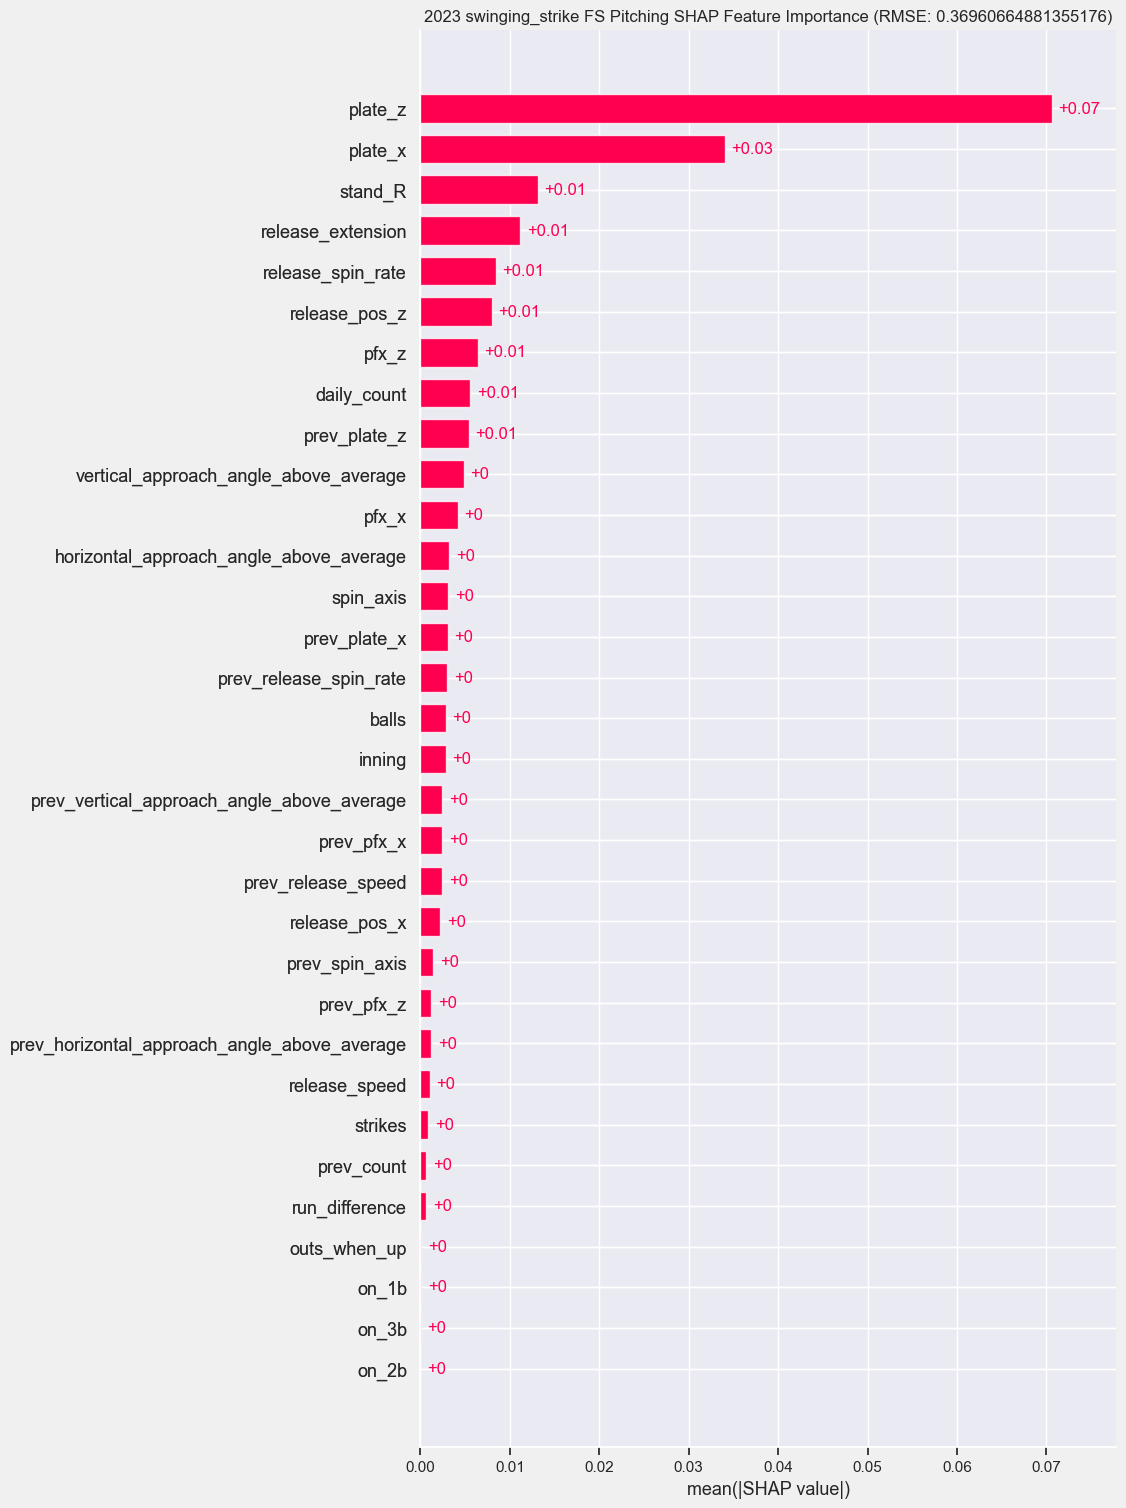 2023 swinging_strike FS Pitching SHAP Feature Importance (RMSE: 0.36960664881355176)
plate_z +0.07
plate_x +0.03
stand_R +0.01
release_extension +0.01
release_spin_rate +0.01
release_pos_z +0.01
pfx_z +0.01
daily_count +0.01
prev_plate_z +0.01
vertical_approach_angle_above_average +0
pfx_x +0
horizontal_approach_angle_above_average +0
spin_axis +0
prev_plate_x +0
prev_release_spin_rate +0
balls +0
inning +0
prev_vertical_approach_angle_above_average +0
prev_pfx_x +0
prev_release_speed +0
release_pos_x +0
prev_spin_axis +0
prev_pfx_z +0
prev_horizontal_approach_angle_above_average +0
release_speed +0
strikes +0
prev_count +0
run_difference +0
outs_when_up +0
on_1b +0
on_3b +0
on_2b +0
0.00 0.01 0.02 0.03 0.04 0.05 0.06 0.07
mean(|SHAP value|)